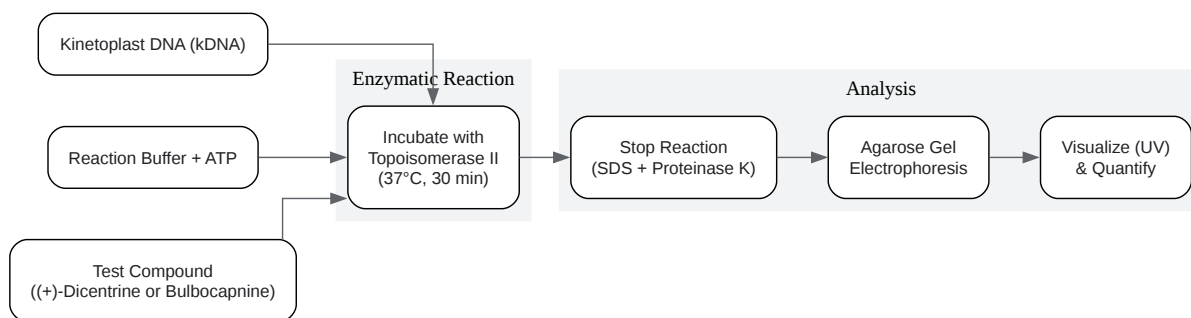 Kinetoplast DNA (kDNA)
Enzymatic Reaction
Analysis
Reaction Buffer + ATP
Incubate with
Topoisomerase II
(37°C, 30 min)
Stop Reaction
(SDS + Proteinase K)
Agarose Gel
Electrophoresis
Visualize (UV)
& Quantify
Test Compound
((+)-Dicentrine or Bulbocapnine)